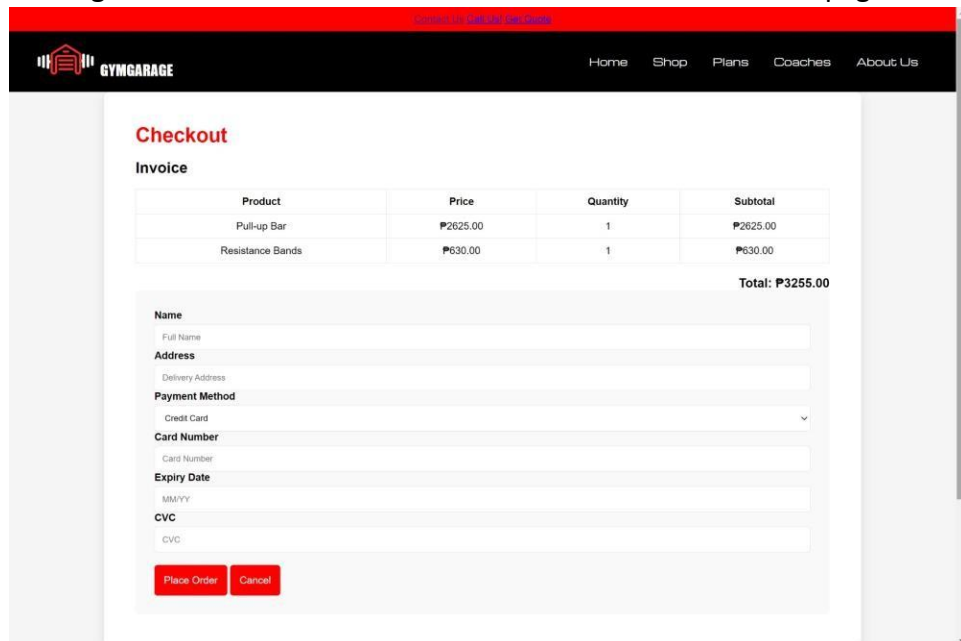 Contact Us Call Us! Get Quote
GYMGARAGE
Home Shop Plans Coaches About Us
Checkout
Invoice
Product Price Quantity Subtotal
Pull-up Bar ₱2625.00 1 ₱2625.00
Resistance Bands ₱630.00 1 ₱630.00
Total: ₱3255.00
Name
Full Name
Address
Delivery Address
Payment Method
Credit Card
Card Number
Card Number
Expiry Date
MM/YY
CVC
CVC
Place Order Cancel